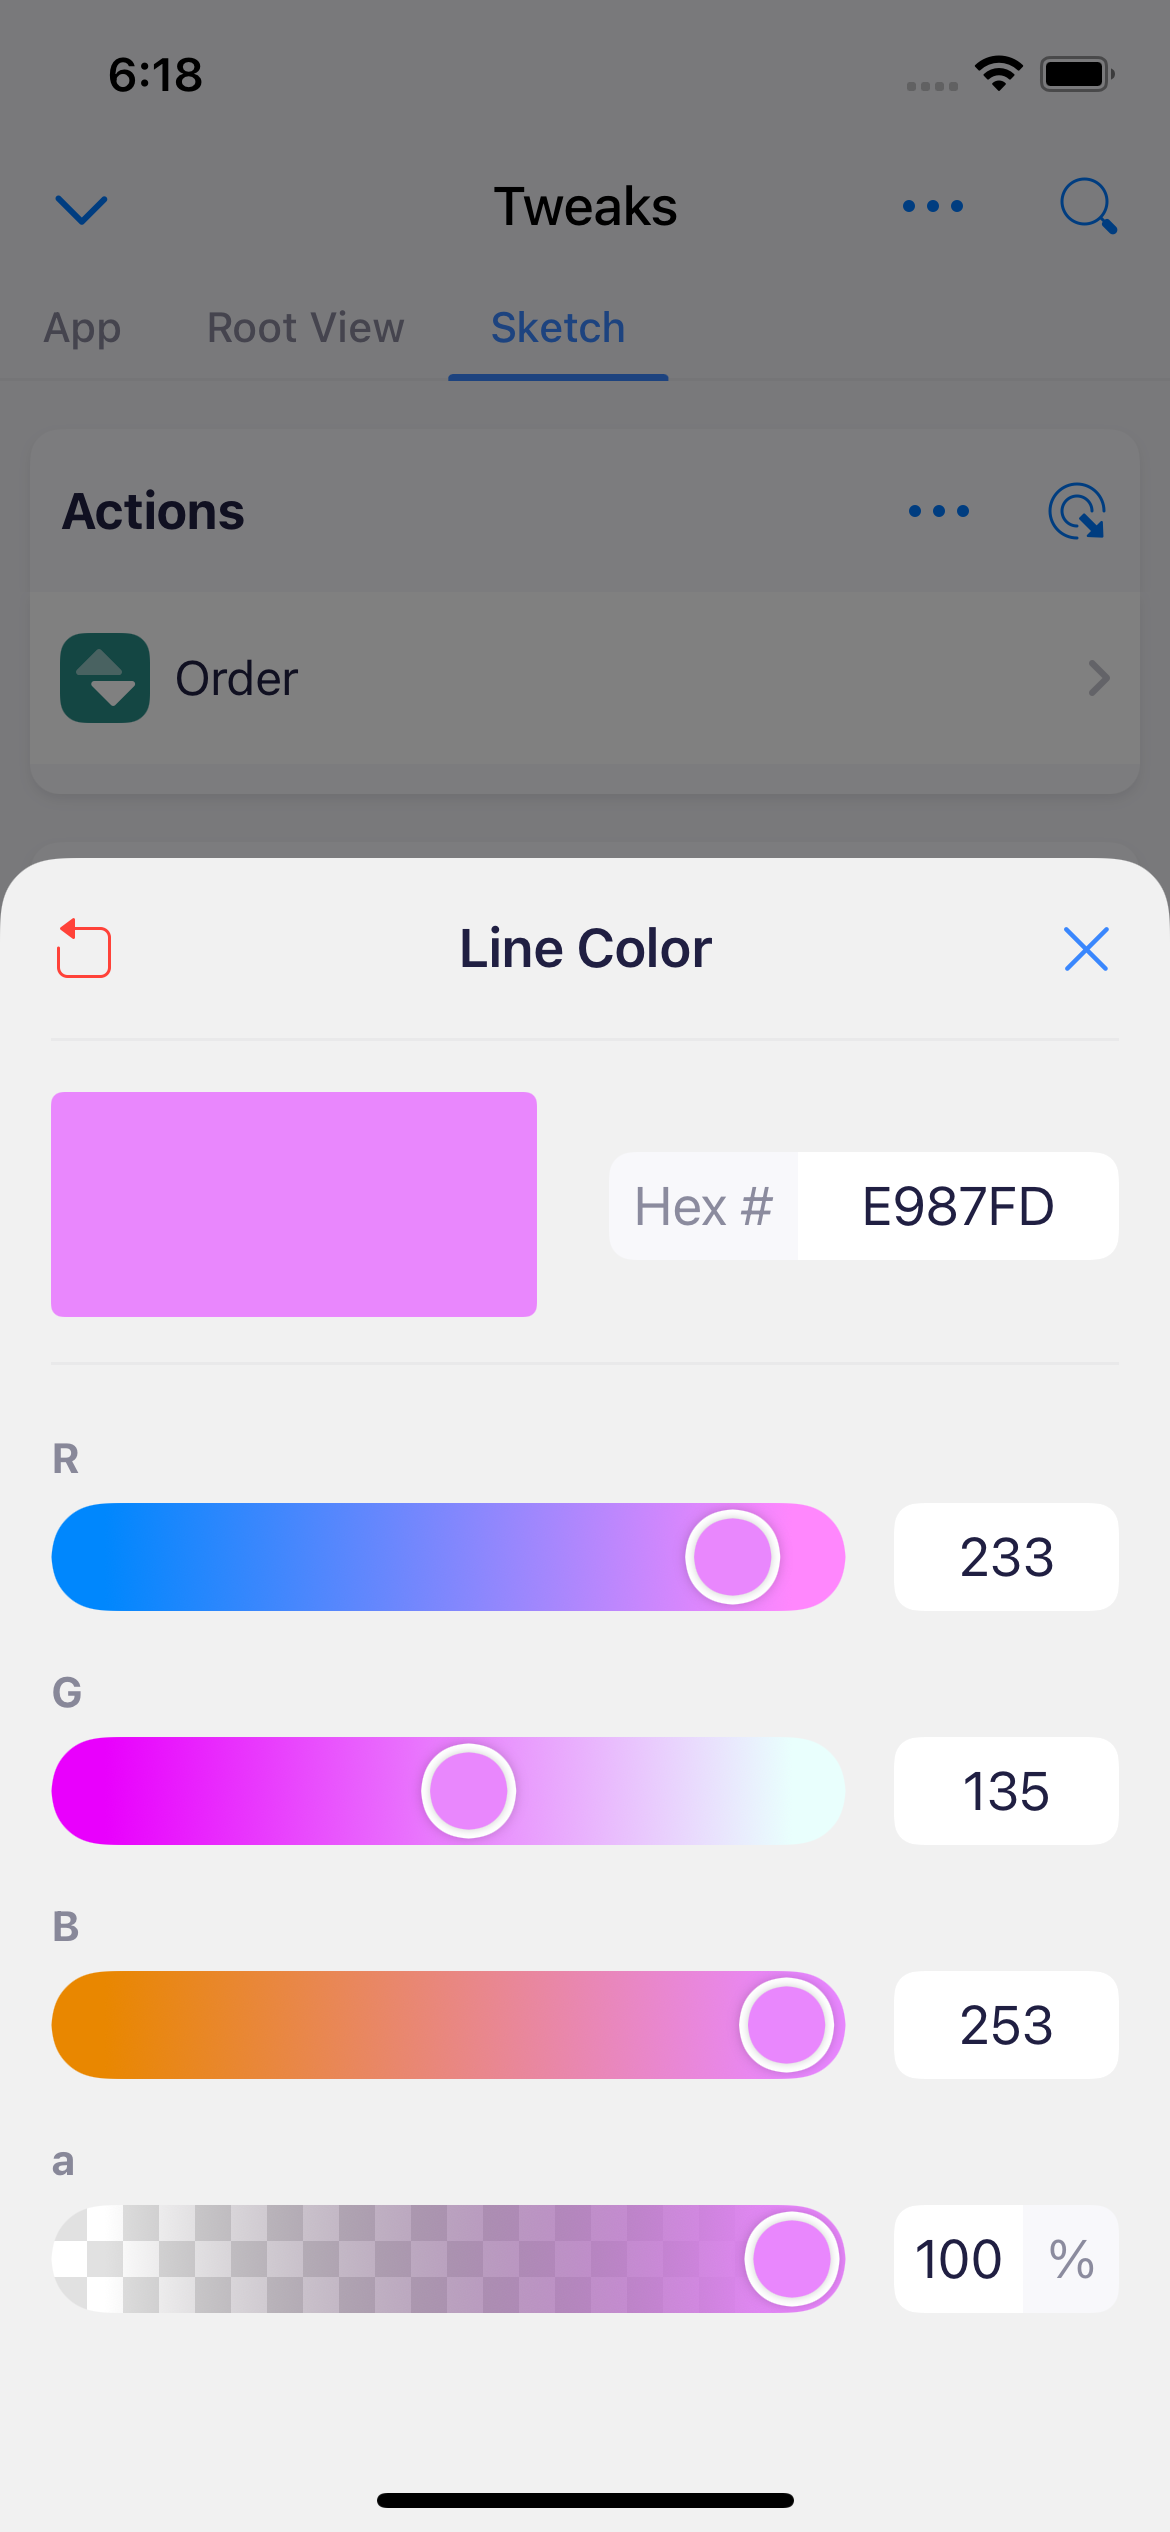 6:18
Tweaks
App Root View Sketch
Actions
Order
Line Color
Hex # E987FD
R
233
G
135
B
253
a
100 %